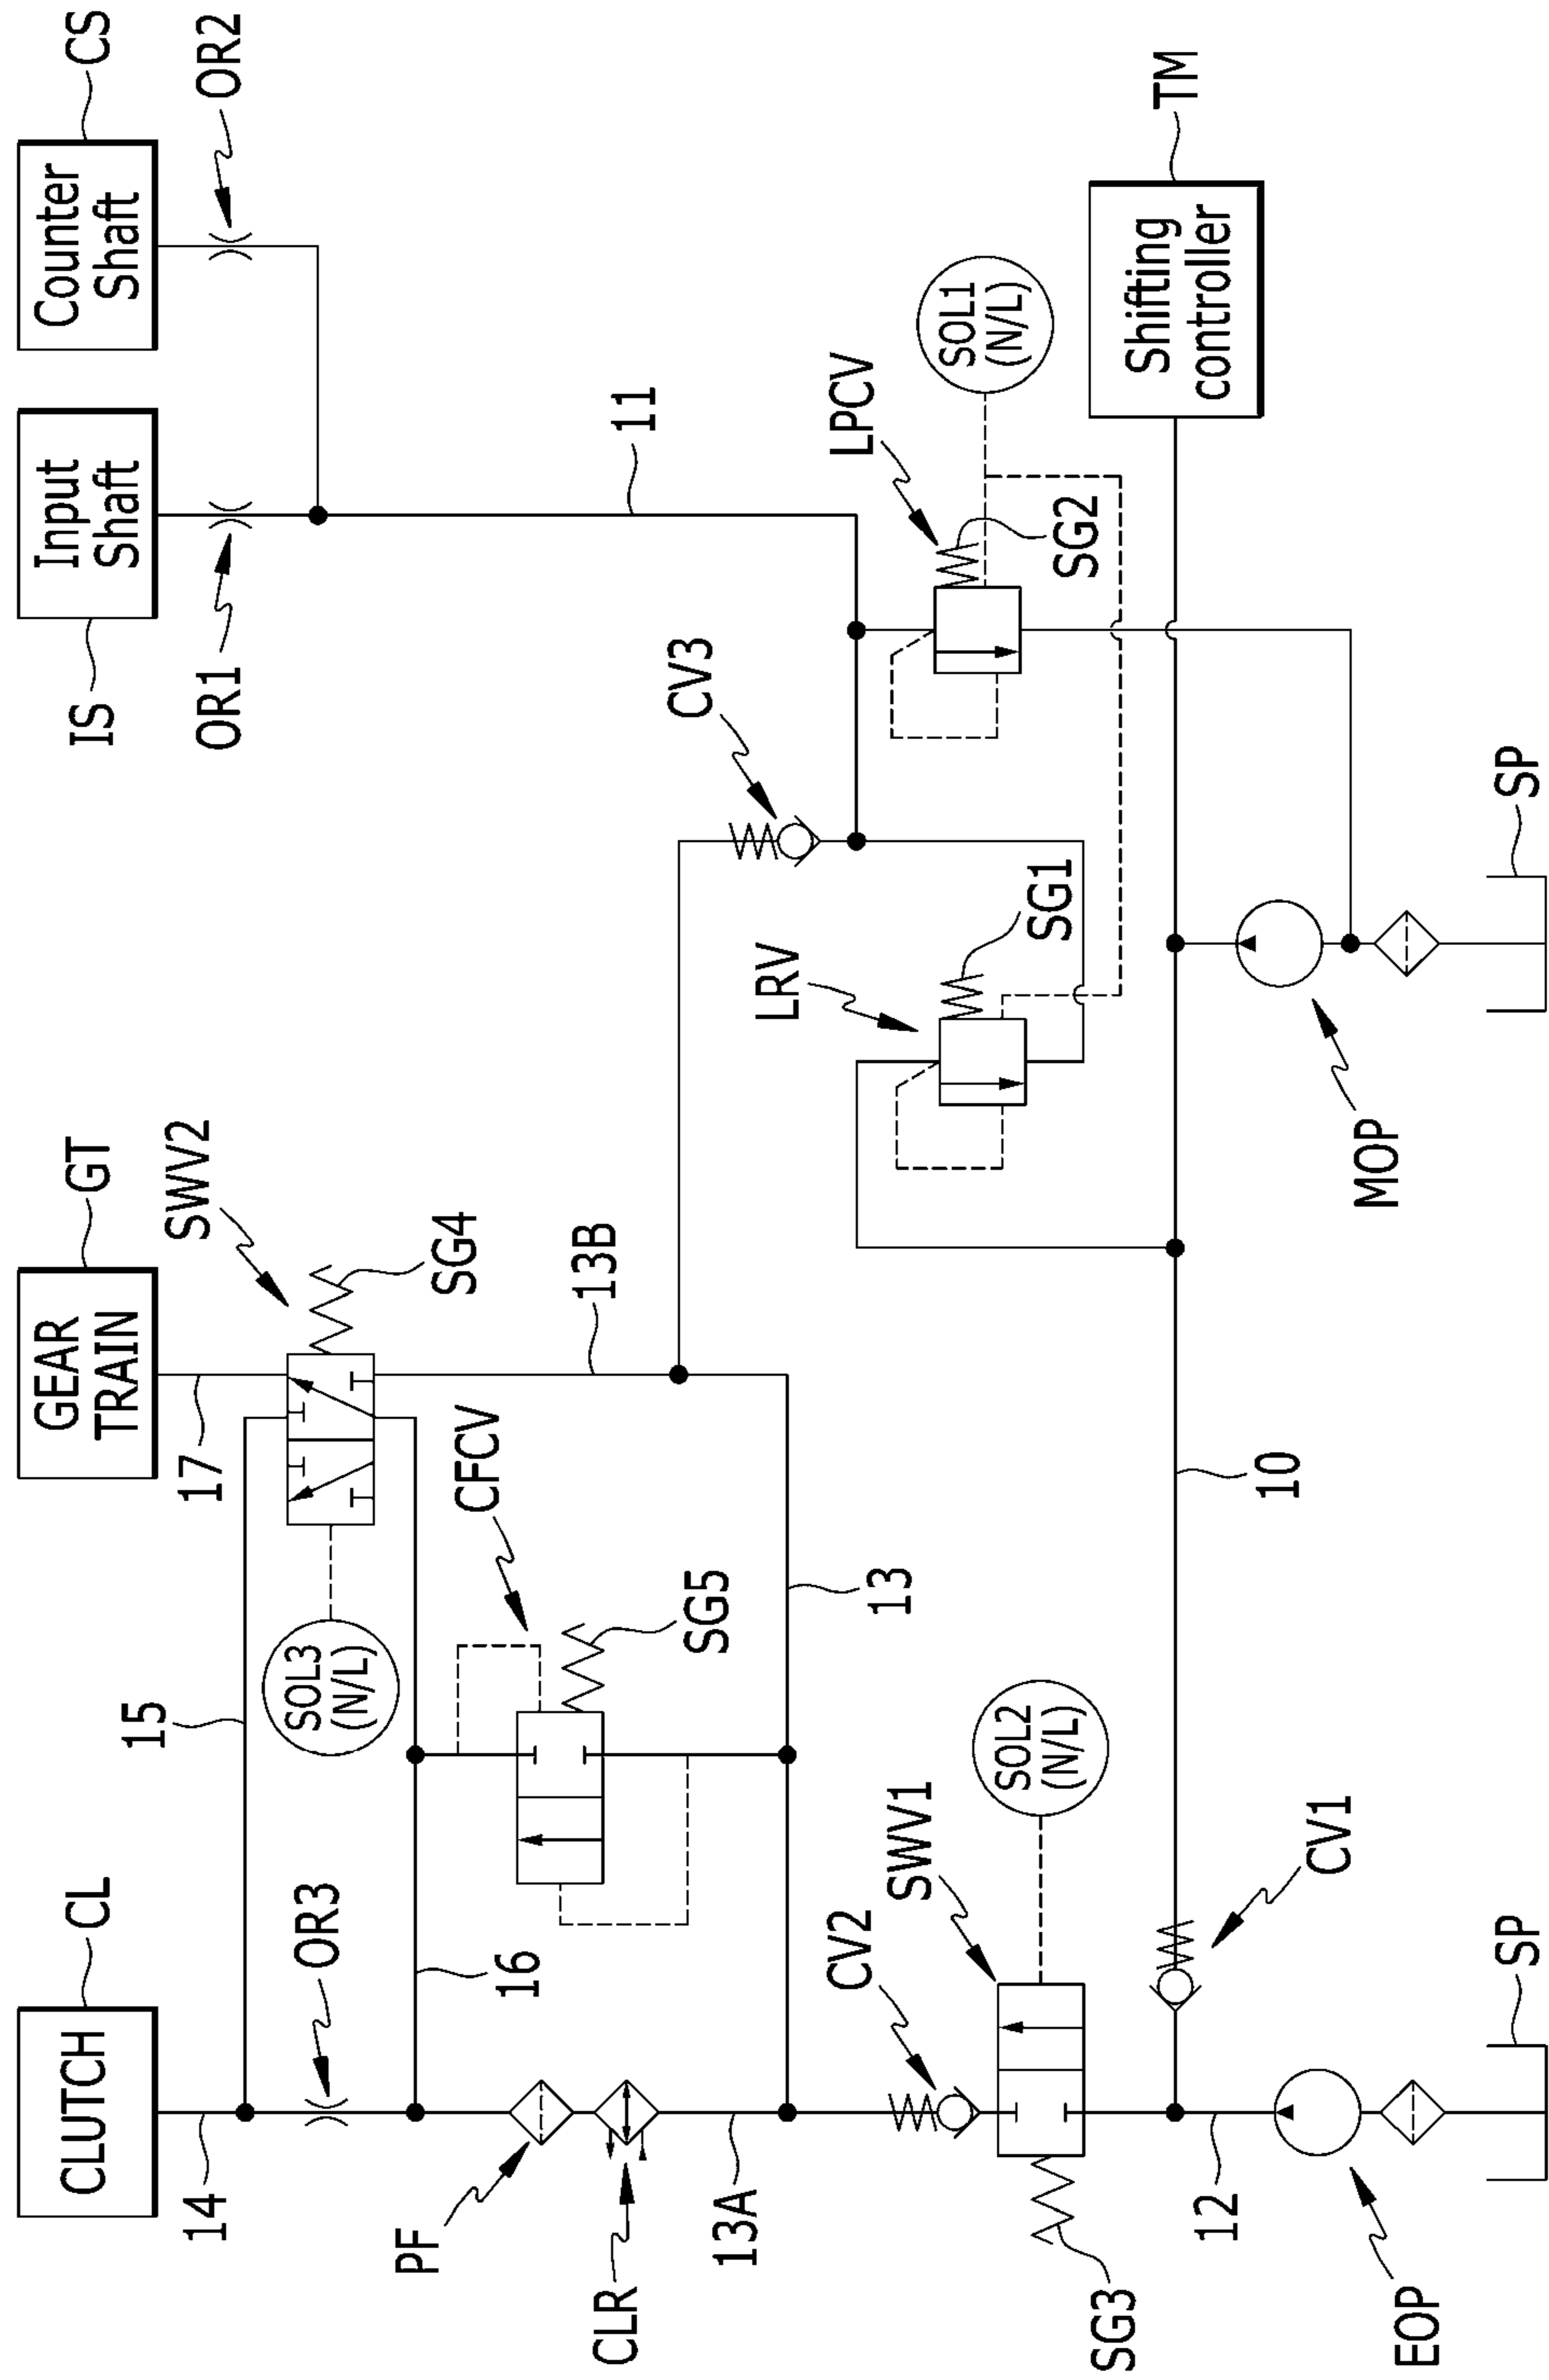 CLUTCH
CL
GEAR
TRAIN
GT
Input
Shaft
IS
Counter
Shaft
CS
14
15
17
SWV2
OR1
OR2
OR3
SOL3
(N/L)
SG4
PF
16
CFCV
13B
11
CLR
SG5
CV3
13A
13
LRV
LPCV
CV2
SWV1
SOL2
(N/L)
SG1
SG2
SOL1
(N/L)
SG3
12
CV1
10
Shifting
controller
TM
EOP
SP
MOP
SP